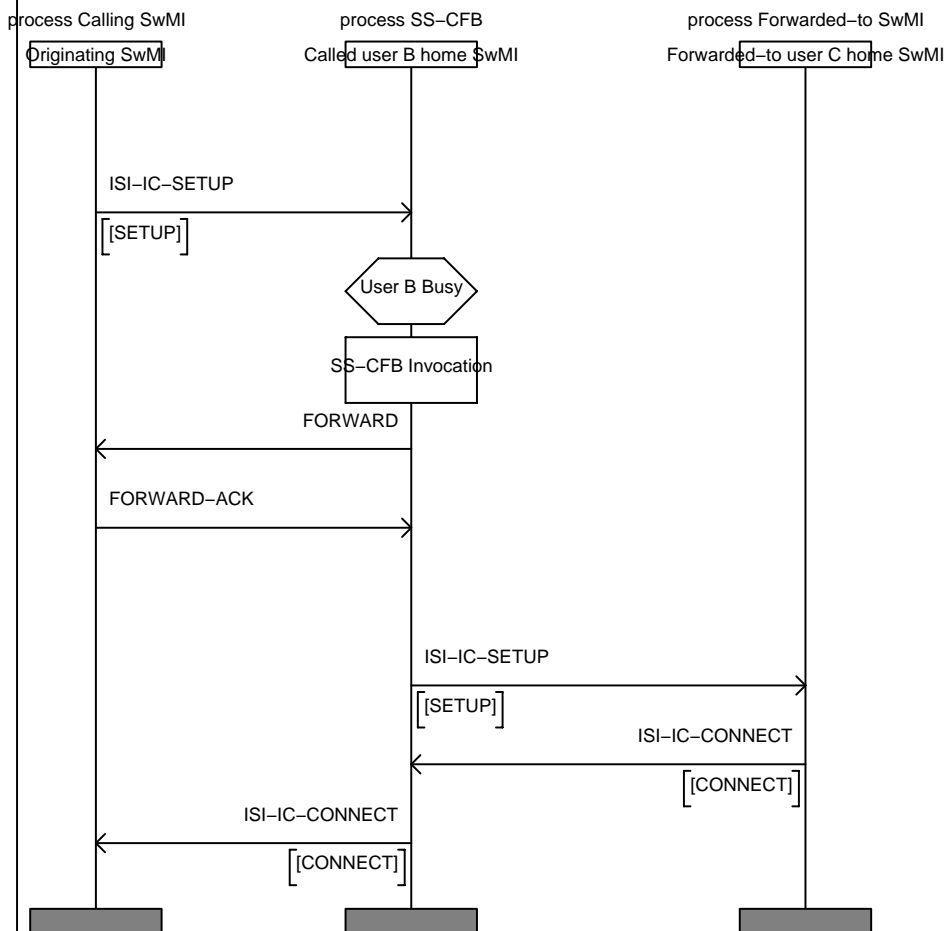 process Calling SwMI
process SS−CFB
process Forwarded−to SwMI
Originating SwMI
Called user B home SwMI
Forwarded−to user C home SwMI
ISI−IC−SETUP
[SETUP]
User B Busy
SS−CFB Invocation
FORWARD
FORWARD−ACK
ISI−IC−SETUP
[SETUP]
ISI−IC−CONNECT
[CONNECT]
ISI−IC−CONNECT
[CONNECT]